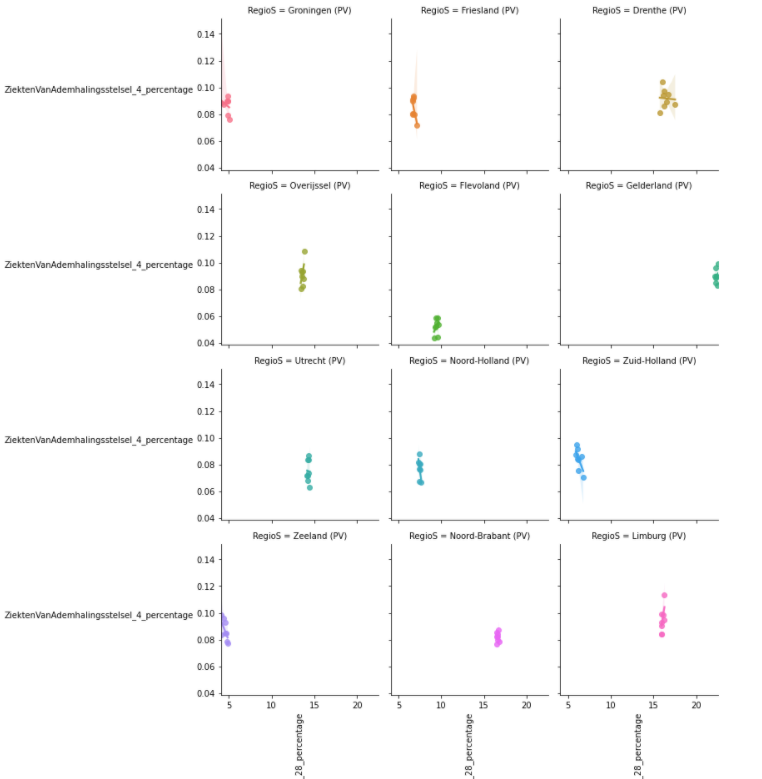 RegioS = Groningen (PV) RegioS = Friesland (PV) RegioS = Drenthe (PV)
0.14
0.12
ZiektenVanAdemhalingsstelsel_4_percentage 0.10
0.08
0.06
0.04
RegioS = Overijssel (PV) RegioS = Flevoland (PV) RegioS = Gelderland (PV)
0.14
0.12
ZiektenVanAdemhalingsstelsel_4_percentage 0.10
0.08
0.06
0.04
RegioS = Utrecht (PV) RegioS = Noord-Holland (PV) RegioS = Zuid-Holland (PV)
0.14
0.12
ZiektenVanAdemhalingsstelsel_4_percentage 0.10
0.08
0.06
0.04
RegioS = Zeeland (PV) RegioS = Noord-Brabant (PV) RegioS = Limburg (PV)
0.14
0.12
ZiektenVanAdemhalingsstelsel_4_percentage 0.10
0.08
0.06
0.04
5 10 15 20 5 10 15 20 5 10 15 20
_28_percentage _28_percentage _28_percentage